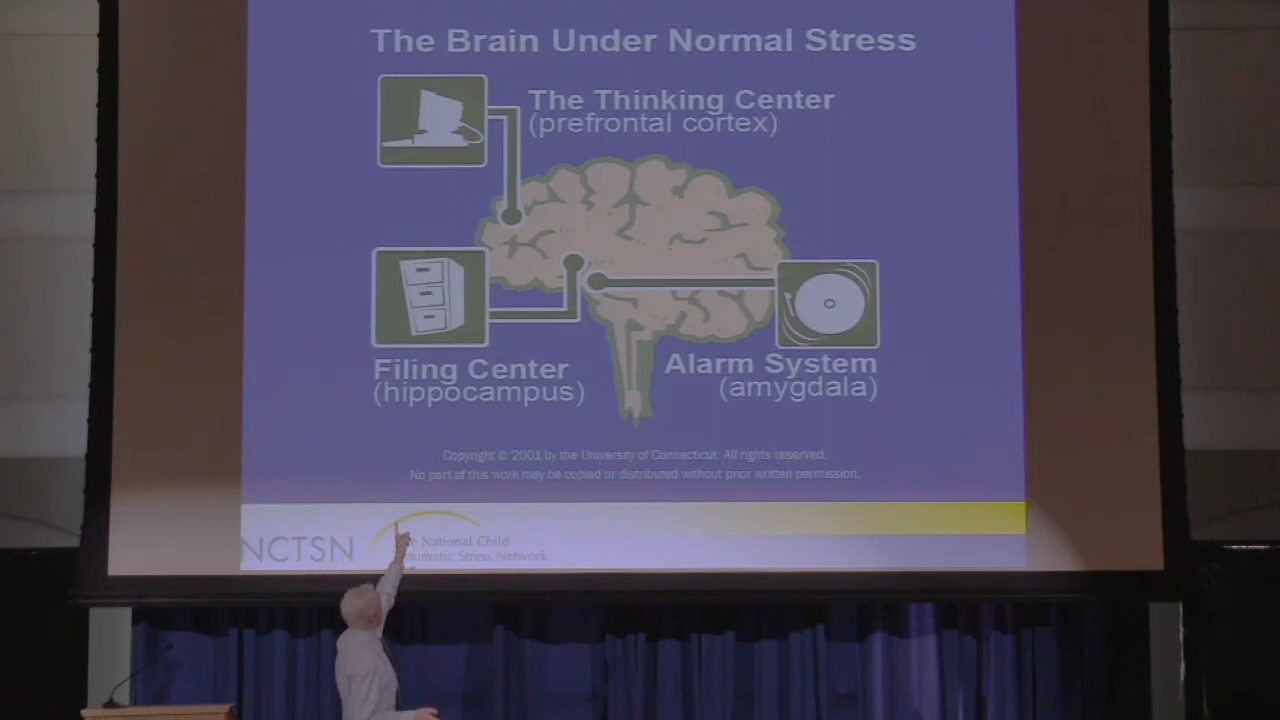 The Brain Under Normal Stress
The Thinking Center
(prefrontal cortex)
Filing Center
(hippocampus)
Alarm System
(amygdala)
Copyright © 2001 by the University of Connecticut. All rights reserved.
No part of this work may be copied or distributed without prior written permission.
NCTSN
National Child
Stress Network